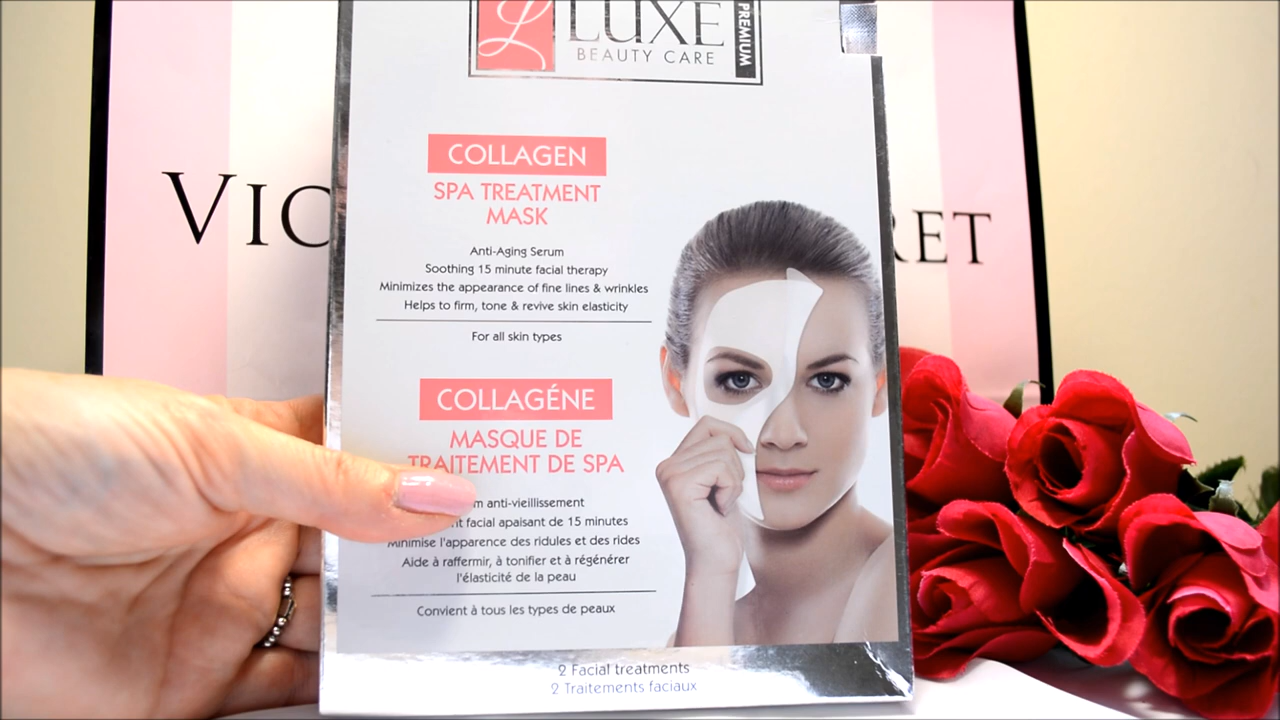 LUXE
BEAUTY CARE
PREMIUM
COLLAGEN
SPA TREATMENT
MASK
Anti-Aging Serum
Soothing 15 minute facial therapy
Minimizes the appearance of fine lines & wrinkles
Helps to firm, tone & revive skin elasticity
For all skin types
COLLAGÉNE
MASQUE DE
TRAITEMENT DE SPA
anti-vieillissement
facial apaisant de 15 minutes
Minimise l'apparence des ridules et des rides
Aide à raffermir, à tonifier et à régénérer
l'élasticité de la peau
Convient à tous les types de peaux
2 Facial treatments
2 Traitements faciaux